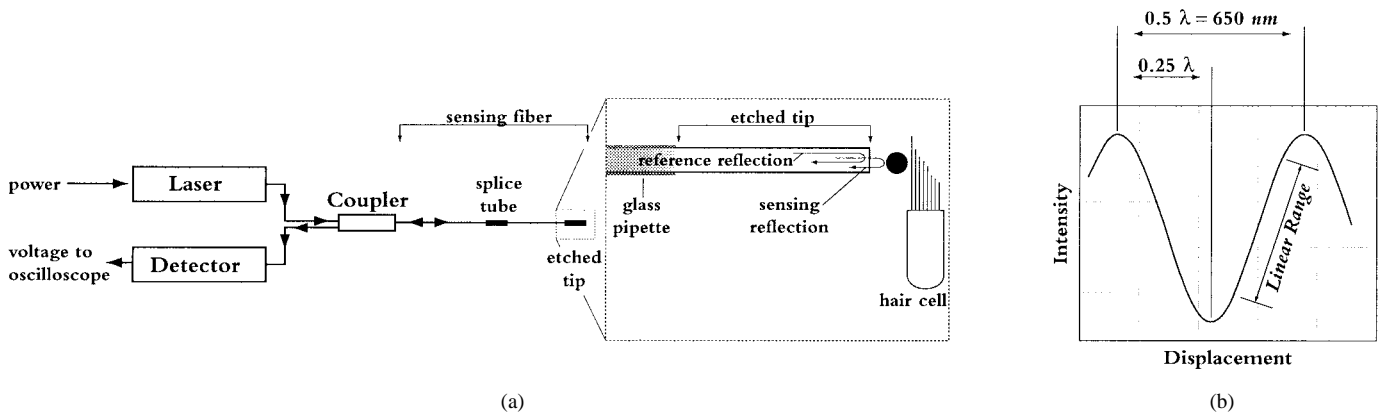 sensing fiber
etched tip
reference reflection
power
Laser
Coupler
splice
tube
glass
pipette
sensing
reflection
voltage to
oscilloscope
Detector
etched
tip
hair cell
(a)
0.5 λ = 650 nm
0.25 λ
Intensity
Linear Range
Displacement
(b)